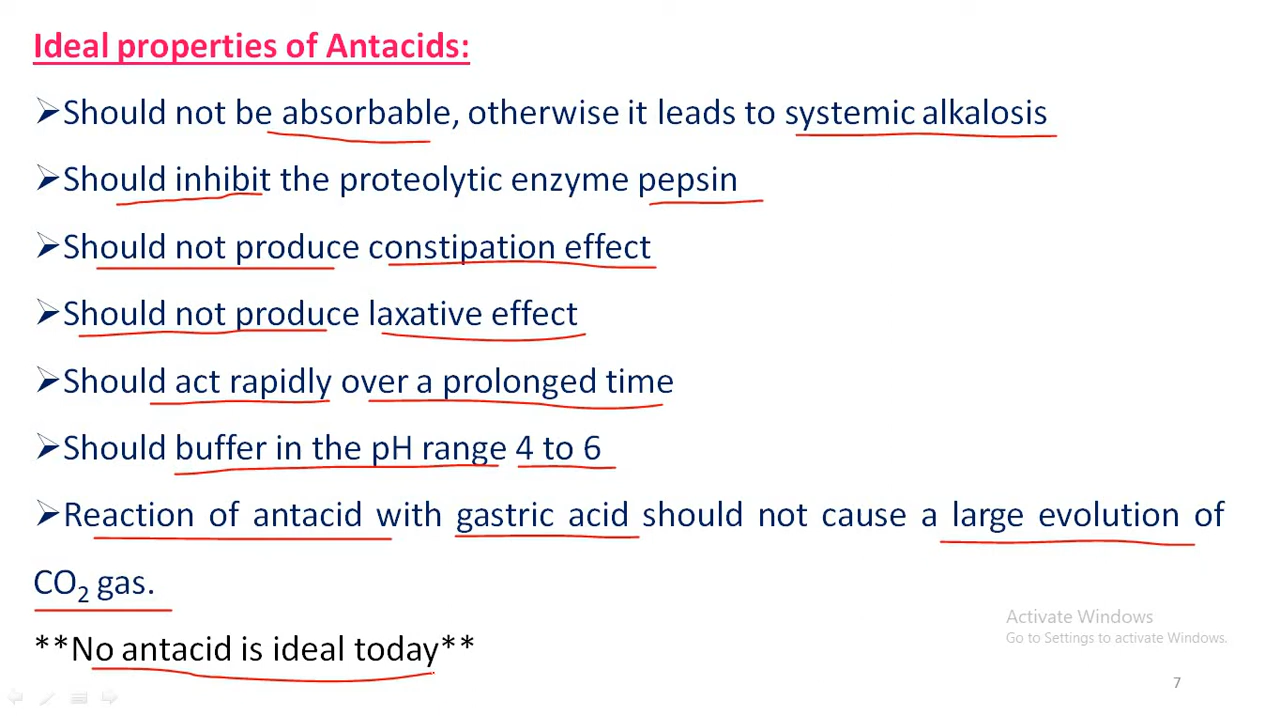 Ideal properties of Antacids:
➢Should not be absorbable, otherwise it leads to systemic alkalosis
➢Should inhibit the proteolytic enzyme pepsin
➢Should not produce constipation effect
➢Should not produce laxative effect
➢Should act rapidly over a prolonged time
➢Should buffer in the pH range 4 to 6
➢Reaction of antacid with gastric acid should not cause a large evolution of
CO₂ gas.
**No antacid is ideal today**
Activate Windows
Go to Settings to activate Windows.
7